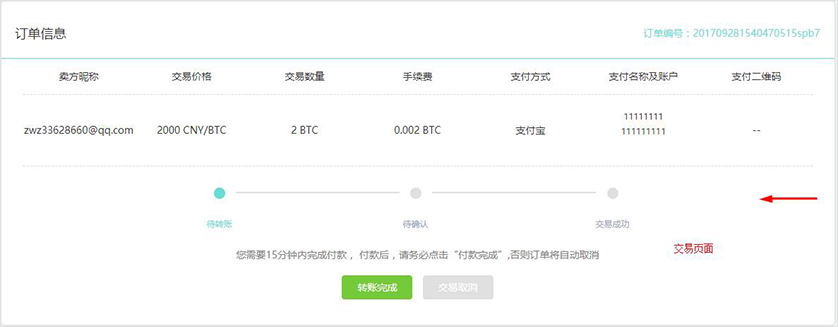 订单信息
订单编号：201709281540470515spb7
卖方昵称 交易价格 交易数量 手续费 支付方式 支付名称及账户 支付二维码
11111111
zwz33628660@qq.com 2000 CNY/BTC 2 BTC 0.002 BTC 支付宝 111111111 --
待转账 待确认 交易成功
交易页面
您需要15分钟内完成付款，付款后，请务必点击“付款完成”,否则订单将自动取消
转账完成 交易取消